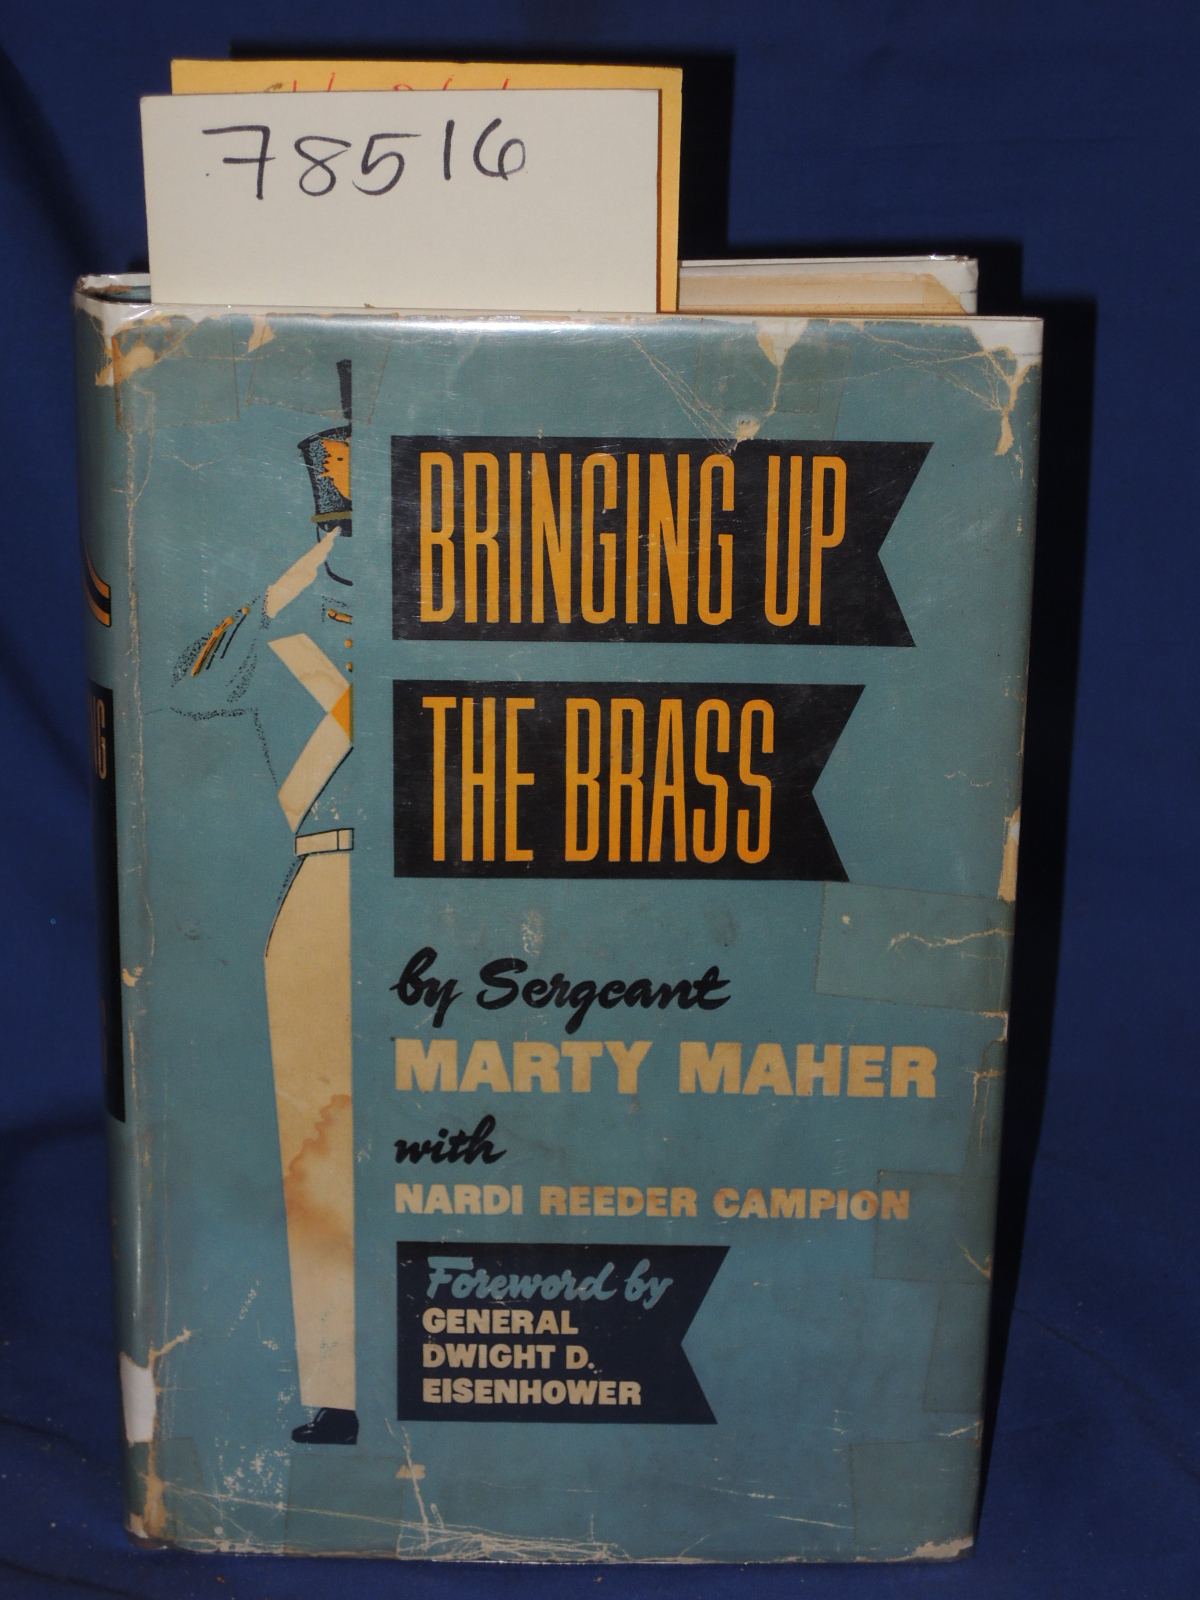 78516
BRINGING UP
THE BRASS
by Sergeant
MARTY MAHER
with
NARDI REEDER CAMPION
Foreword by
GENERAL
DWIGHT D.
EISENHOWER